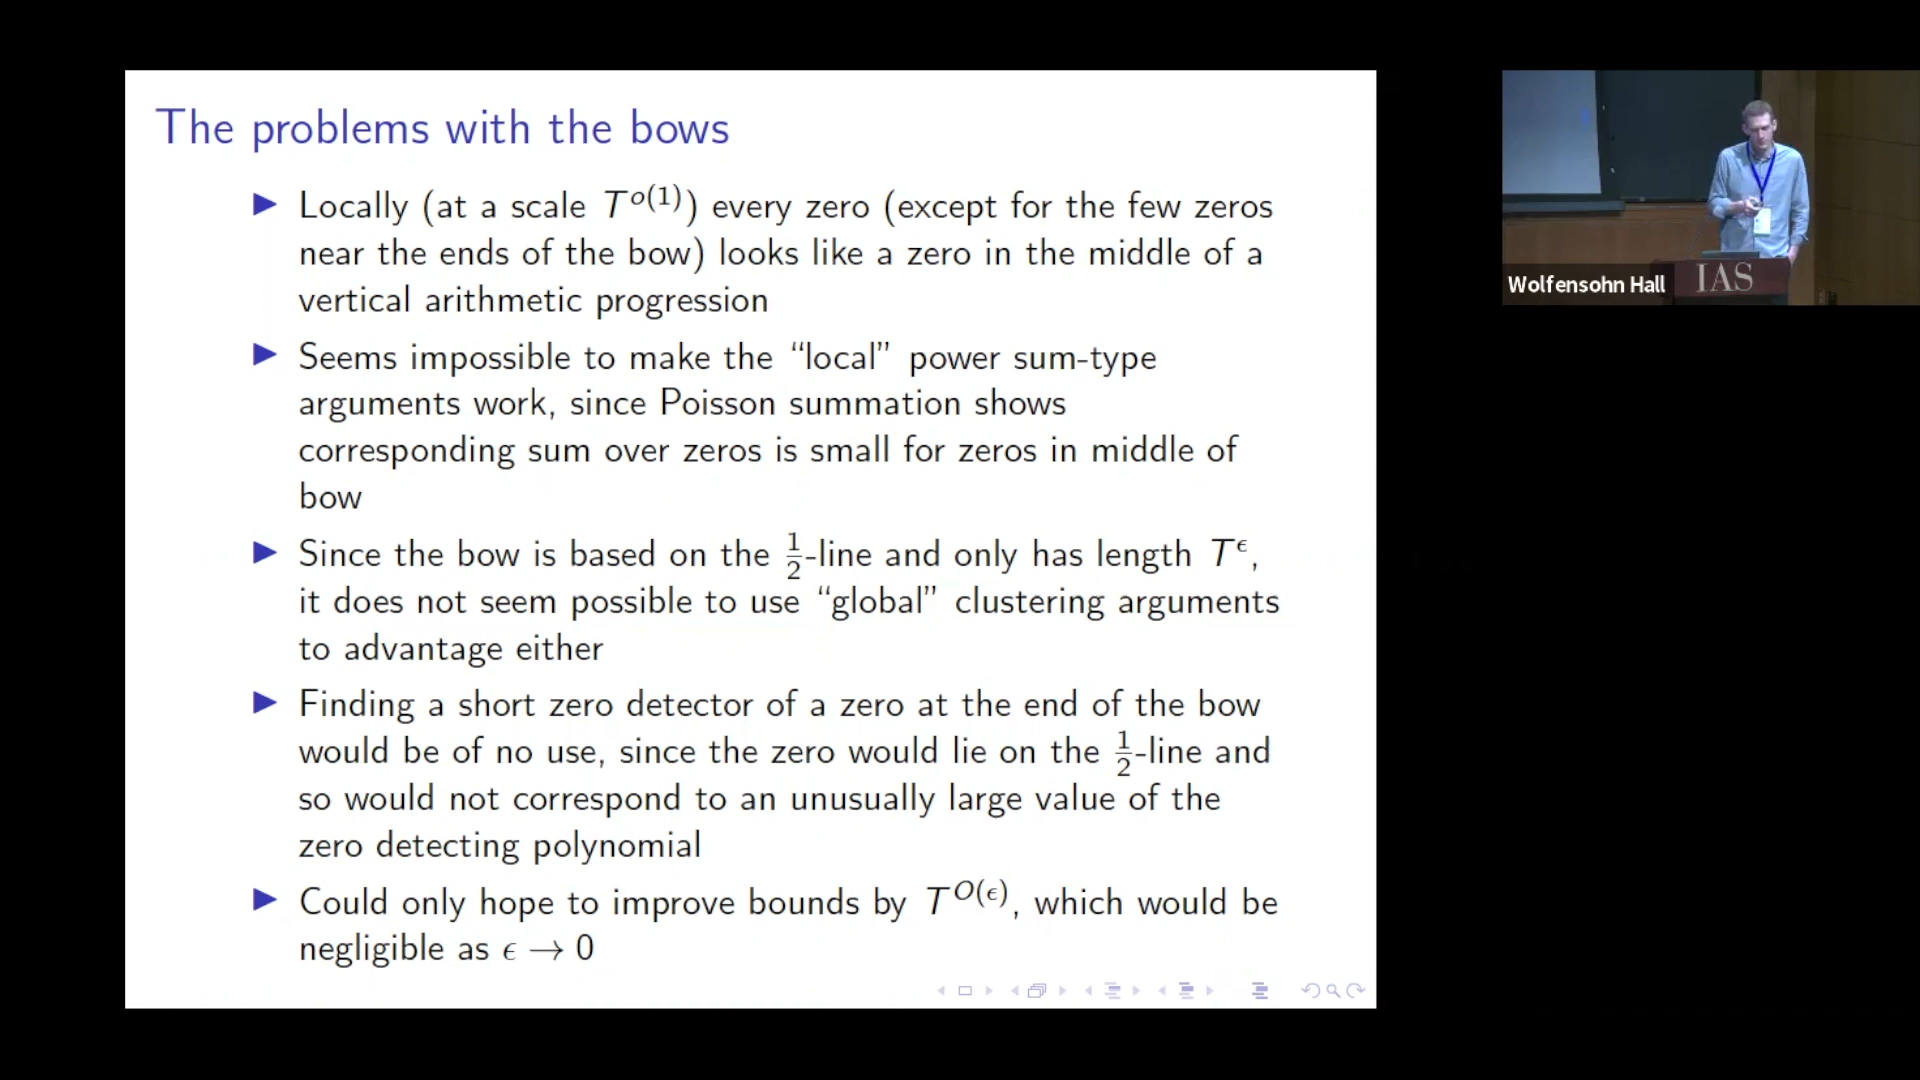 The problems with the bows
▶ Locally (at a scale T^{o(1)}) every zero (except for the few zeros
near the ends of the bow) looks like a zero in the middle of a
vertical arithmetic progression
▶ Seems impossible to make the “local” power sum-type
arguments work, since Poisson summation shows
corresponding sum over zeros is small for zeros in middle of
bow
▶ Since the bow is based on the 1/2-line and only has length T^ϵ,
it does not seem possible to use “global” clustering arguments
to advantage either
▶ Finding a short zero detector of a zero at the end of the bow
would be of no use, since the zero would lie on the 1/2-line and
so would not correspond to an unusually large value of the
zero detecting polynomial
▶ Could only hope to improve bounds by T^{O(ϵ)}, which would be
negligible as ϵ → 0
Wolfensohn Hall
IAS